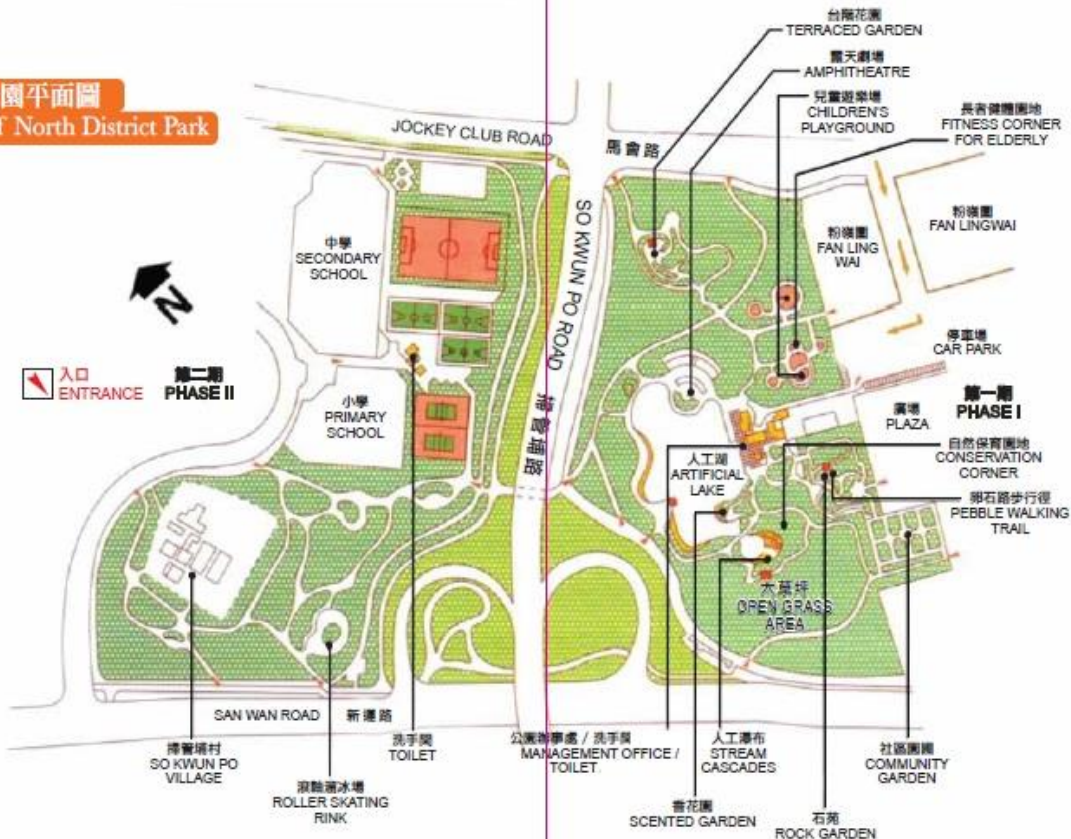 園平面圖
f North District Park
台階花園
TERRACED GARDEN
露天劇場
AMPHITHEATRE
兒童遊樂場
CHILDREN'S
PLAYGROUND
長者健體園地
FITNESS CORNER
FOR ELDERLY
JOCKEY CLUB ROAD
馬會路
粉嶺圍
FAN LINGWAI
粉嶺圍
FAN LING
WAI
中學
SECONDARY
SCHOOL
SO KWUN PO ROAD
掃管埔路
N
入口
ENTRANCE
第二期
PHASE II
小學
PRIMARY
SCHOOL
停車場
CAR PARK
第一期
PHASE I
廣場
PLAZA
自然保育園地
CONSERVATION
CORNER
人工湖
ARTIFICIAL
LAKE
卵石路步行徑
PEBBLE WALKING
TRAIL
大草坪
OPEN GRASS
AREA
SAN WAN ROAD
新運路
掃管埔村
SO KWUN PO
VILLAGE
滾軸溜冰場
ROLLER SKATING
RINK
洗手間
TOILET
公園辦事處 / 洗手間
MANAGEMENT OFFICE /
TOILET
人工瀑布
STREAM
CASCADES
社區園圃
COMMUNITY
GARDEN
香花園
SCENTED GARDEN
石苑
ROCK GARDEN